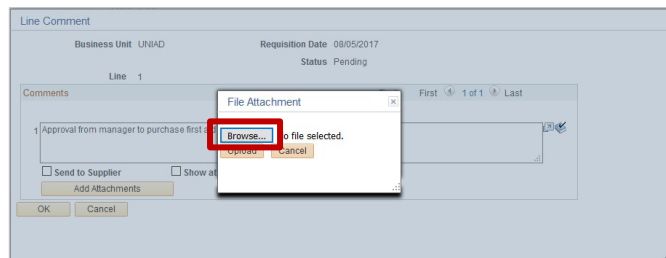 Line Comment
Business Unit UNIAD Requisition Date 08/05/2017
Status Pending
Line 1
Comments First 1 of 1 Last
File Attachment
1 Approval from manager to purchase first
Browse... o file selected.
Upload Cancel
Send to Supplier Show at
Add Attachments
OK Cancel